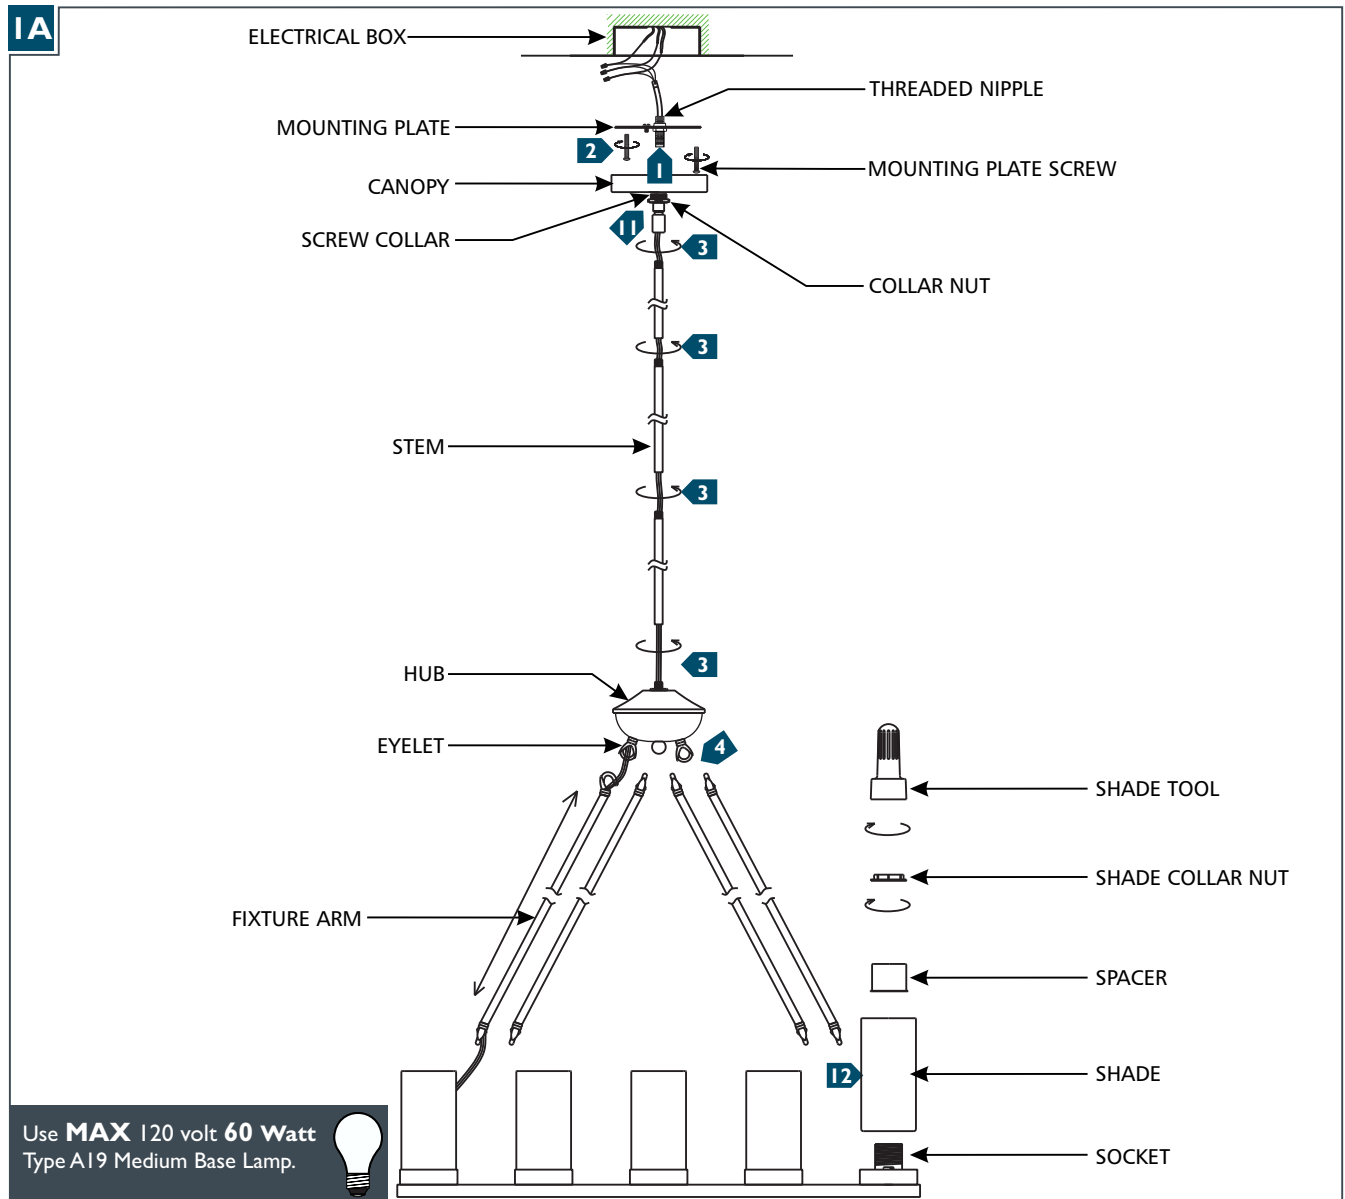 1A
ELECTRICAL BOX
THREADED NIPPLE
MOUNTING PLATE
2
1
MOUNTING PLATE SCREW
CANOPY
11
SCREW COLLAR
3
COLLAR NUT
3
STEM
3
3
HUB
EYELET
4
SHADE TOOL
SHADE COLLAR NUT
FIXTURE ARM
SPACER
12
SHADE
Use MAX 120 volt 60 Watt
Type A19 Medium Base Lamp.
SOCKET